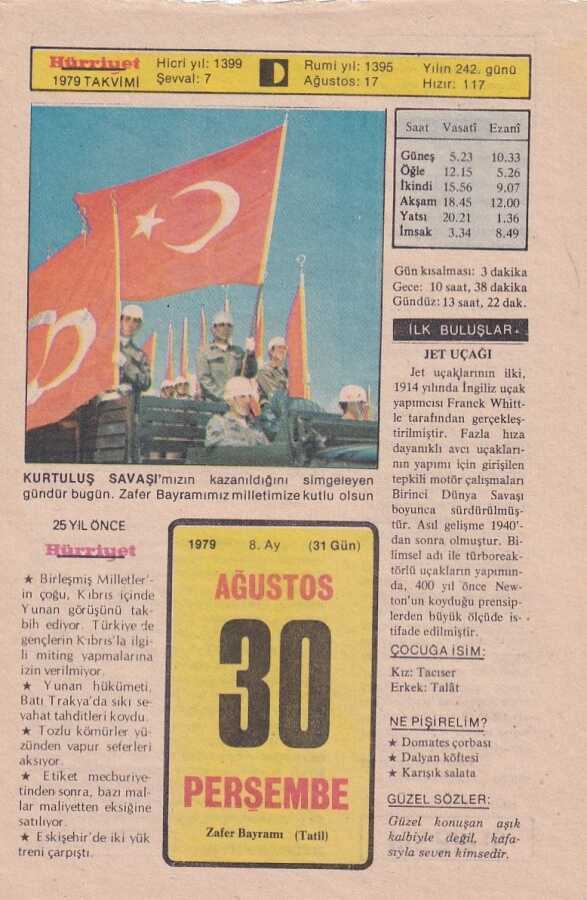 Hürriyet
1979 TAKVİMİ
Hicri yıl: 1399
Şevval: 7
Rumi yıl: 1395
Ağustos: 17
Yılın 242. günü
Hızır: 117
Saat Vasatî Ezanî
Güneş 5.23 10.33
Öğle 12.15 5.26
İkindi 15.56 9.07
Akşam 18.45 12.00
Yatsı 20.21 1.36
İmsak 3.34 8.49
Gün kısalması: 3 dakika
Gece: 10 saat, 38 dakika
Gündüz: 13 saat, 22 dak.
İLK BULUŞLAR
JET UÇAĞI
Jet uçaklarının ilki,
1914 yılında İngiliz uçak
yapımcısı Franck Whitt-
le tarafından gerçekleş-
tirilmiştir. Fazla hıza
dayanıklı avcı uçakları-
nın yapımı için girişilen
tepkili motör çalışmaları
Birinci Dünya Savaşı
boyunca sürdürülmüş-
tür. Asıl gelişme 1940'-
dan sonra olmuştur. Bi-
limsel adı ile türboreak-
törlü uçakların yapımın-
da, 400 yıl önce New-
ton'un koyduğu prensip-
lerden büyük ölçüde is-
tifade edilmiştir.
ÇOCUĞA İSİM:
Kız: Tacıser
Erkek: Talât
NE PİŞİRELİM?
★ Domates çorbası
★ Dalyan köftesi
★ Karışık salata
GÜZEL SÖZLER:
Güzel konuşan aşık
kalbiyle değil, kafa-
sıyla seven kimsedir.
KURTULUŞ SAVAŞI'mızın kazanıldığını simgeleyen
gündür bugün. Zafer Bayramımız milletimize kutlu olsun
25 YIL ÖNCE
Hürriyet
★ Birleşmiş Milletler'-
in çoğu, Kıbrıs içinde
Yunan görüşünü tak-
bih ediyor. Türkiye'de
gençlerin Kıbrıs'la ilgi-
li miting yapmalarına
izin verilmiyor.
★ Yunan hükümeti,
Batı Trakya'da sıkı se-
yahat tahditleri koydu.
★ Tozlu kömürler yü-
zünden vapur seferleri
aksıyor.
★ Etiket mecburiye-
tinden sonra, bazı mal-
lar maliyetten eksiğine
satılıyor.
★ Eskişehir'de iki yük
treni çarpıştı.
1979 8. Ay (31 Gün)
AĞUSTOS
30
PERŞEMBE
Zafer Bayramı (Tatil)